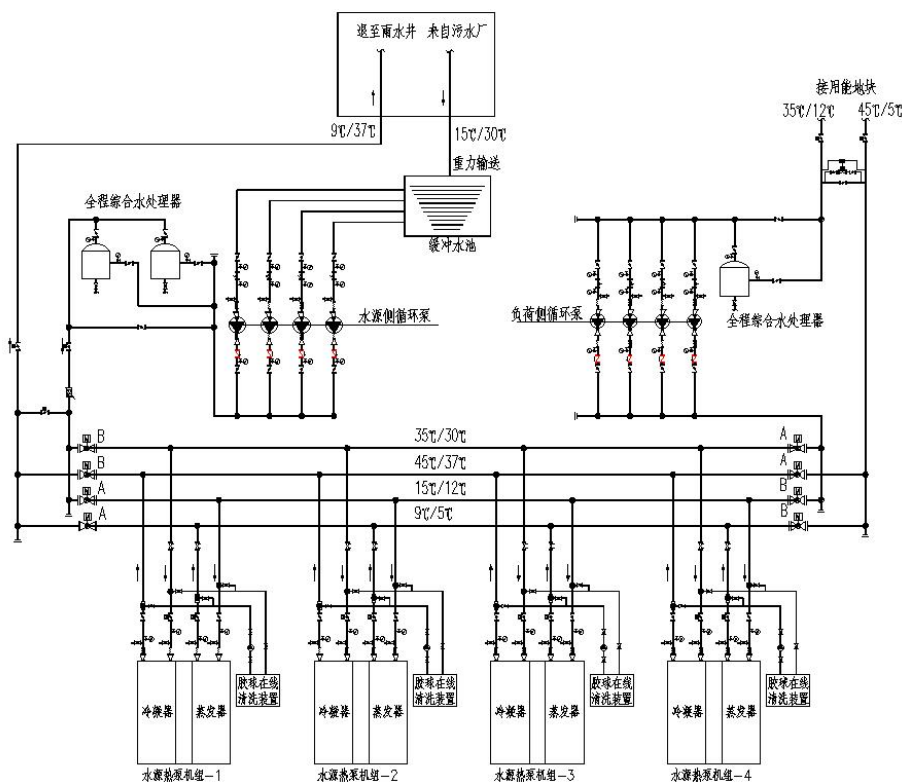 退至雨水井 来自污水厂
9℃/37℃
15℃/30℃
重力输送
缓冲水池
接用能地块
35℃/12℃ 45℃/5℃
全程综合水处理器
水源侧循环泵
负荷侧循环泵
全程综合水处理器
B 35℃/30℃ A
B 45℃/37℃ A
A 15℃/12℃ B
A 9℃/5℃ B
冷凝器 蒸发器
胶球在线
清洗装置
冷凝器 蒸发器
胶球在线
清洗装置
冷凝器 蒸发器
胶球在线
清洗装置
冷凝器 蒸发器
胶球在线
清洗装置
水源热泵机组-1 水源热泵机组-2 水源热泵机组-3 水源热泵机组-4